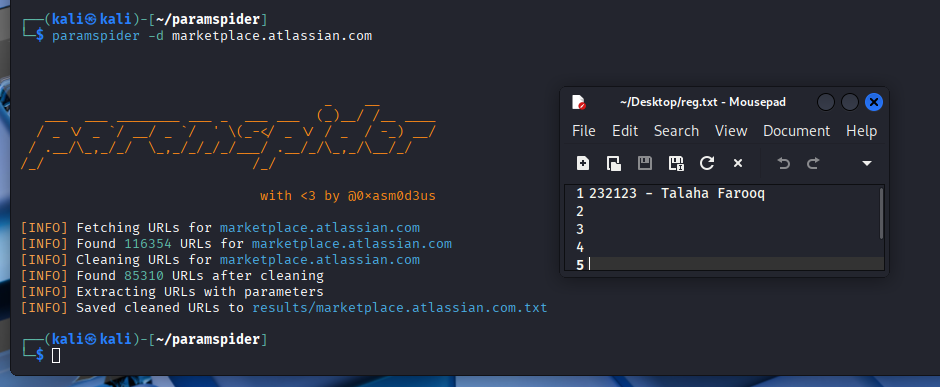 ┌──(kali㉿kali)-[~/paramspider]
└─$ paramspider -d marketplace.atlassian.com
paramspider
with <3 by @0×asm0d3us
[INFO] Fetching URLs for marketplace.atlassian.com
[INFO] Found 116354 URLs for marketplace.atlassian.com
[INFO] Cleaning URLs for marketplace.atlassian.com
[INFO] Found 85310 URLs after cleaning
[INFO] Extracting URLs with parameters
[INFO] Saved cleaned URLs to results/marketplace.atlassian.com.txt
┌──(kali㉿kali)-[~/paramspider]
└─$
~/Desktop/reg.txt - Mousepad
File Edit Search View Document Help
1 232123 - Talaha Farooq
2
3
4
5